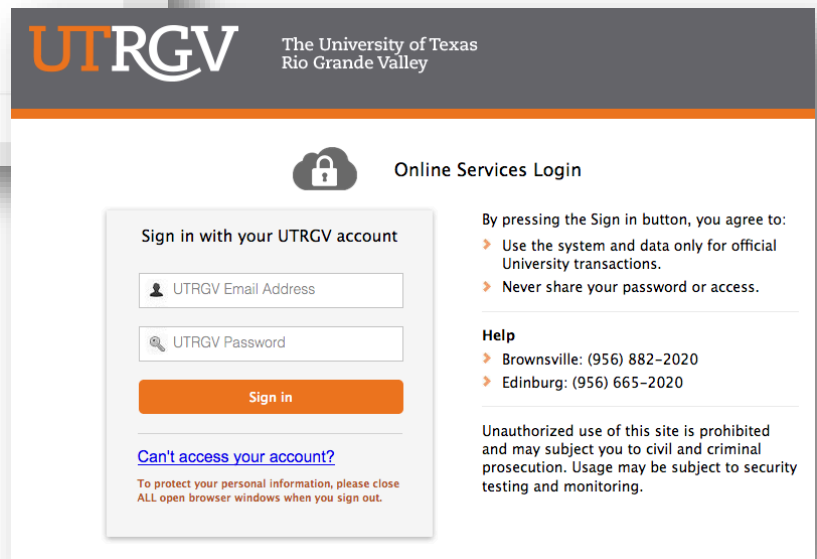 UTRGV
The University of Texas
Rio Grande Valley
Online Services Login
Sign in with your UTRGV account
UTRGV Email Address
UTRGV Password
Sign in
Can't access your account?
To protect your personal information, please close
ALL open browser windows when you sign out.
By pressing the Sign in button, you agree to:
Use the system and data only for official
University transactions.
Never share your password or access.
Help
Brownsville: (956) 882-2020
Edinburg: (956) 665-2020
Unauthorized use of this site is prohibited
and may subject you to civil and criminal
prosecution. Usage may be subject to security
testing and monitoring.